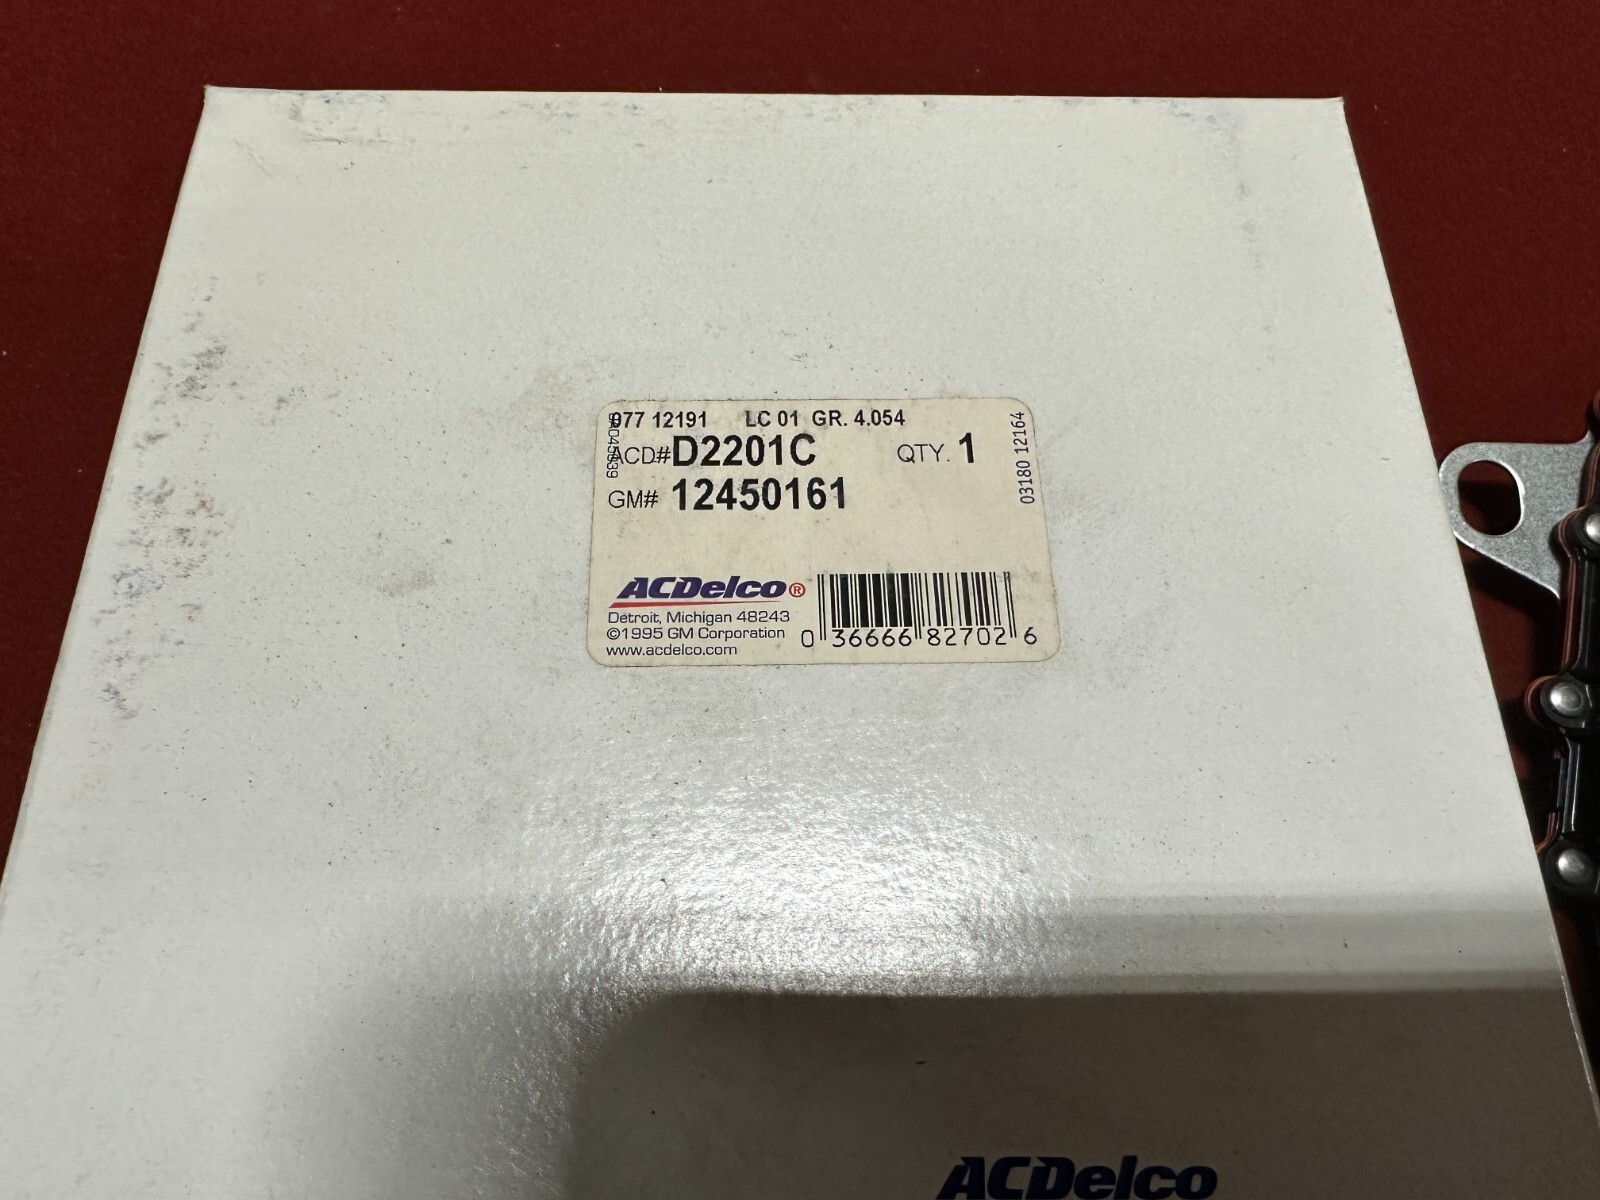 077 12191 LC 01 GR. 4.054
ACD# D2201C QTY. 1
GM# 12450161
03180 12164
ACDelco®
Detroit, Michigan 48243
©1995 GM Corporation
www.acdelco.com
0 36666 82702 6
ACDelco